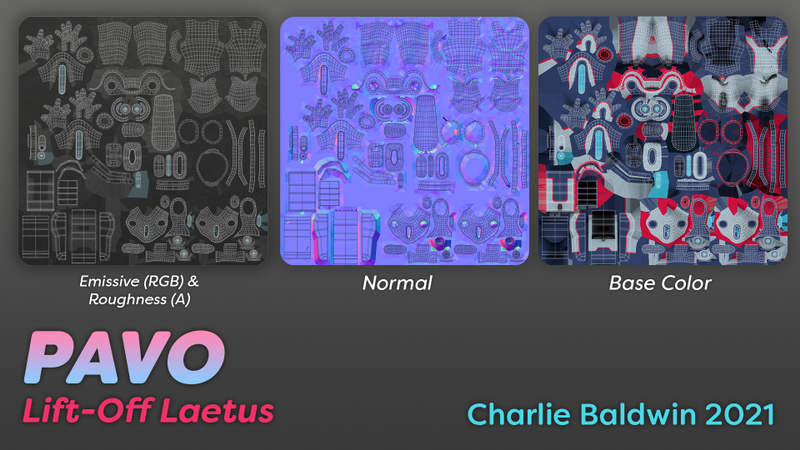 Emissive (RGB) &
Roughness (A)
Normal
Base Color
PAVO
Lift-Off Laetus
Charlie Baldwin 2021